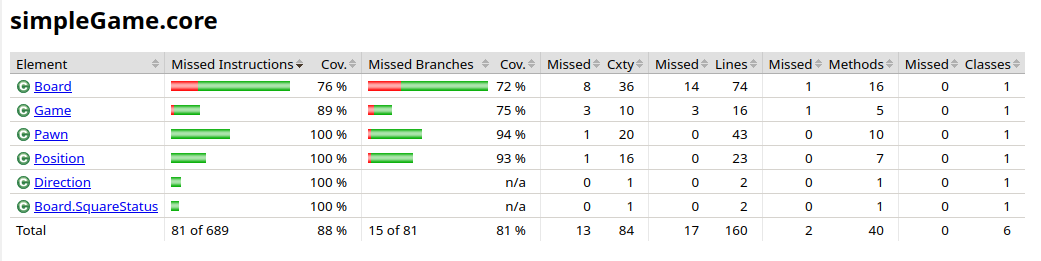 simpleGame.core
Element Missed Instructions Cov. Missed Branches Cov. Missed Cxty Missed Lines Missed Methods Missed Classes
C Board 76 % 72 % 8 36 14 74 1 16 0 1
C Game 89 % 75 % 3 10 3 16 1 5 0 1
C Pawn 100 % 94 % 1 20 0 43 0 10 0 1
C Position 100 % 93 % 1 16 0 23 0 7 0 1
C Direction 100 % n/a 0 1 0 2 0 1 0 1
C Board.SquareStatus 100 % n/a 0 1 0 2 0 1 0 1
Total 81 of 689 88 % 15 of 81 81 % 13 84 17 160 2 40 0 6